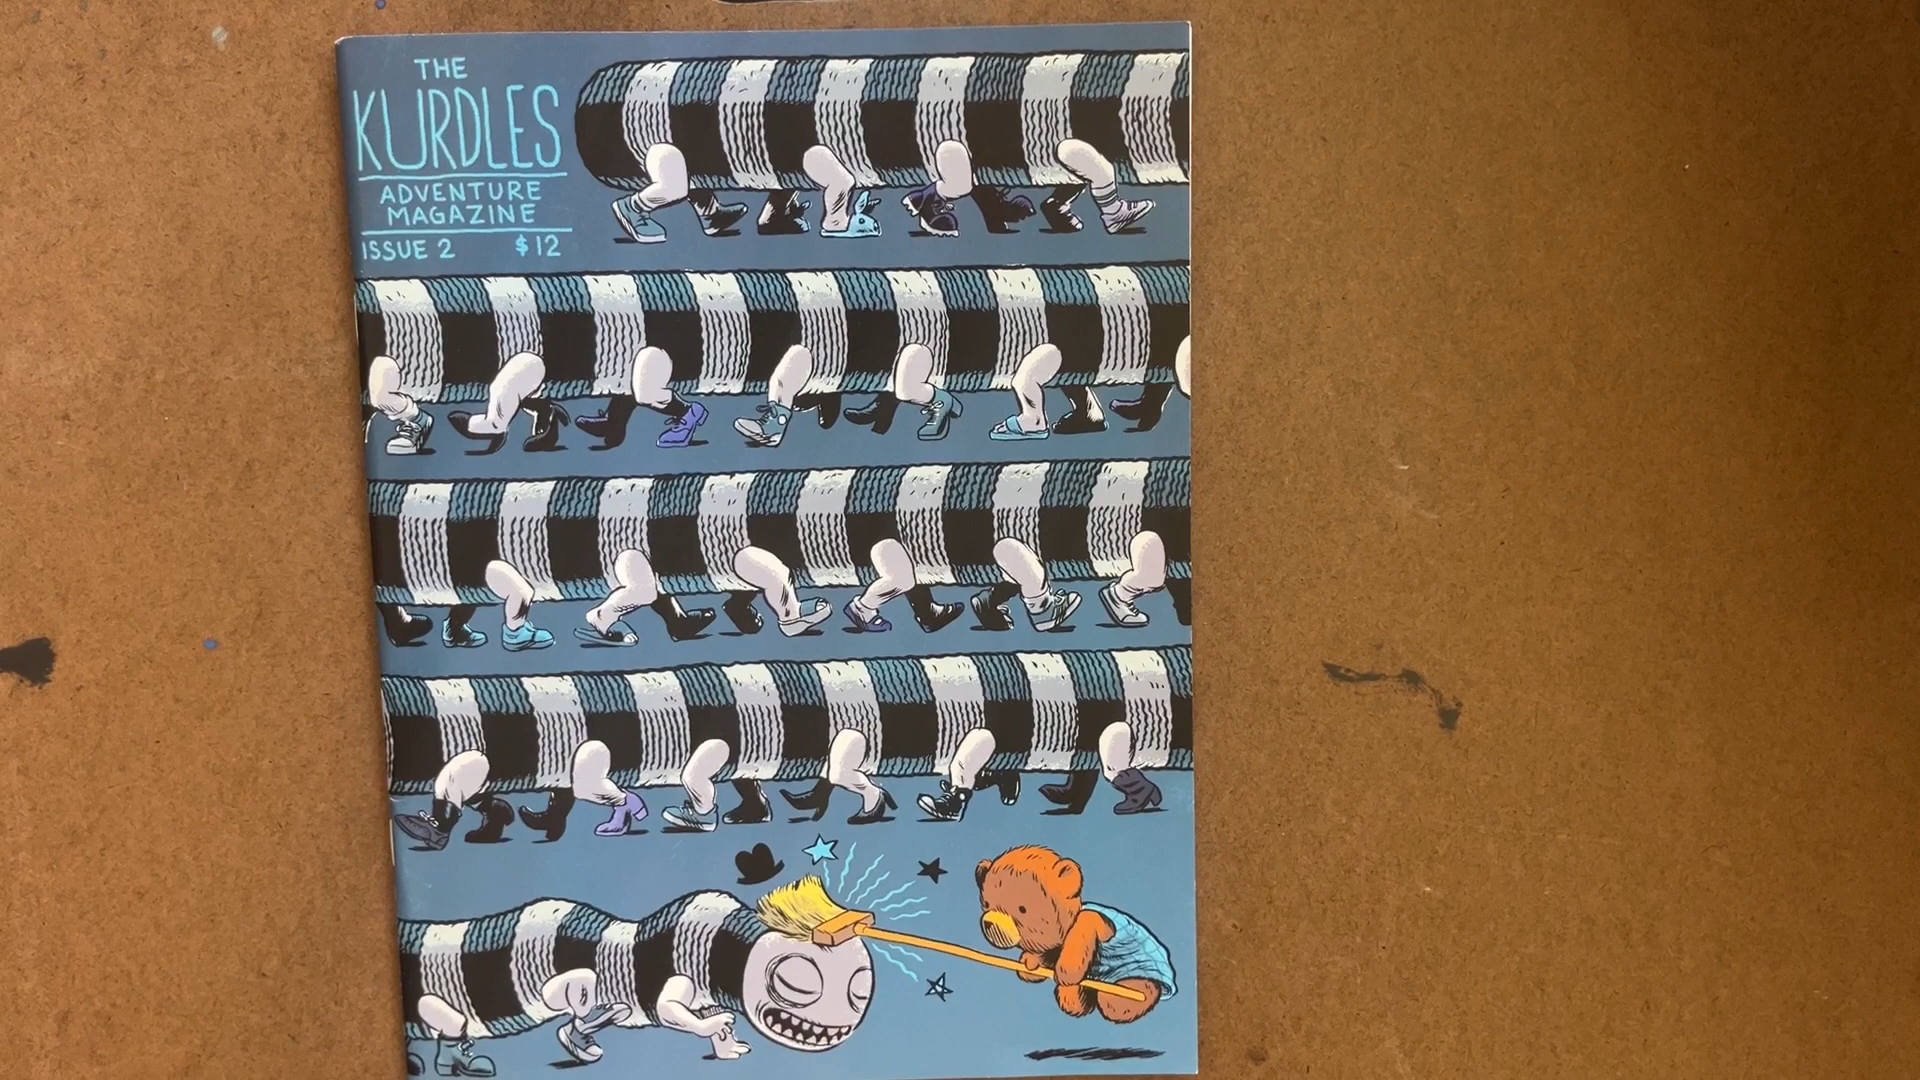 THE
KURDLES
ADVENTURE
MAGAZINE
ISSUE 2 $12